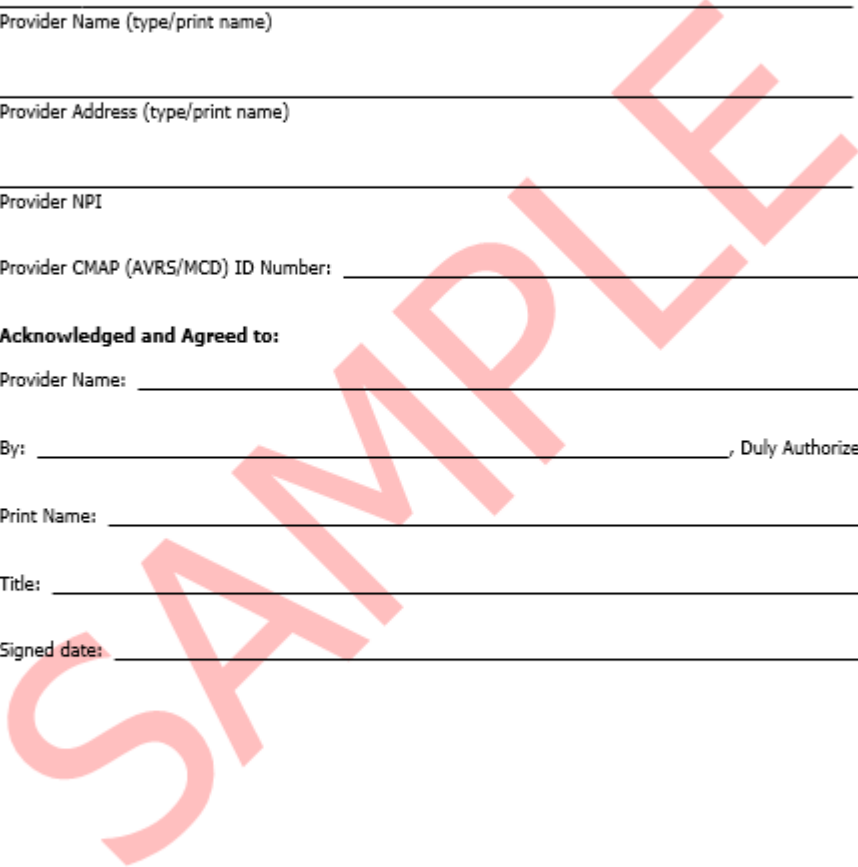 Provider Name (type/print name)
Provider Address (type/print name)
Provider NPI
Provider CMAP (AVRS/MCD) ID Number:
Acknowledged and Agreed to:
Provider Name:
By: , Duly Authorize
Print Name:
Title:
Signed date:
SAMPLE